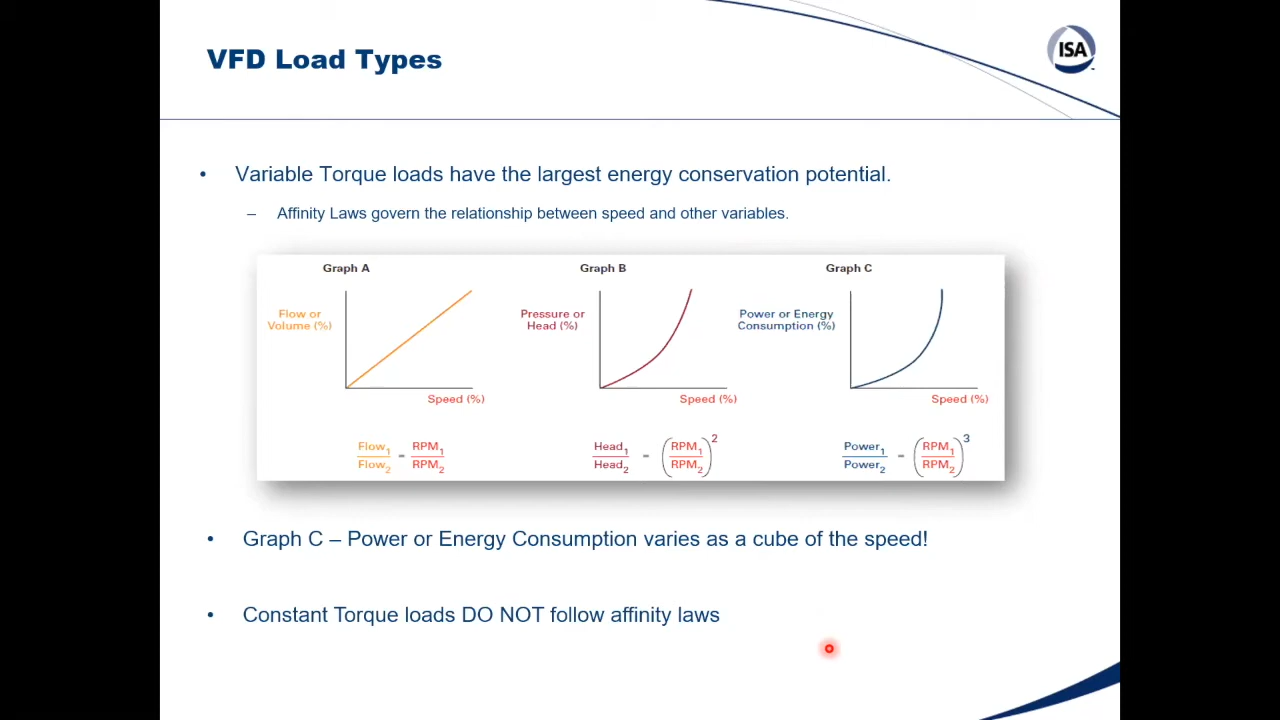 VFD Load Types
ISA
• Variable Torque loads have the largest energy conservation potential.
– Affinity Laws govern the relationship between speed and other variables.
Graph A
Graph B
Graph C
Flow or
Volume (%)
Speed (%)
Pressure or
Head (%)
Speed (%)
Power or Energy
Consumption (%)
Speed (%)
Flow₁ / Flow₂ = RPM₁ / RPM₂
Head₁ / Head₂ = (RPM₁ / RPM₂)²
Power₁ / Power₂ = (RPM₁ / RPM₂)³
• Graph C – Power or Energy Consumption varies as a cube of the speed!
• Constant Torque loads DO NOT follow affinity laws